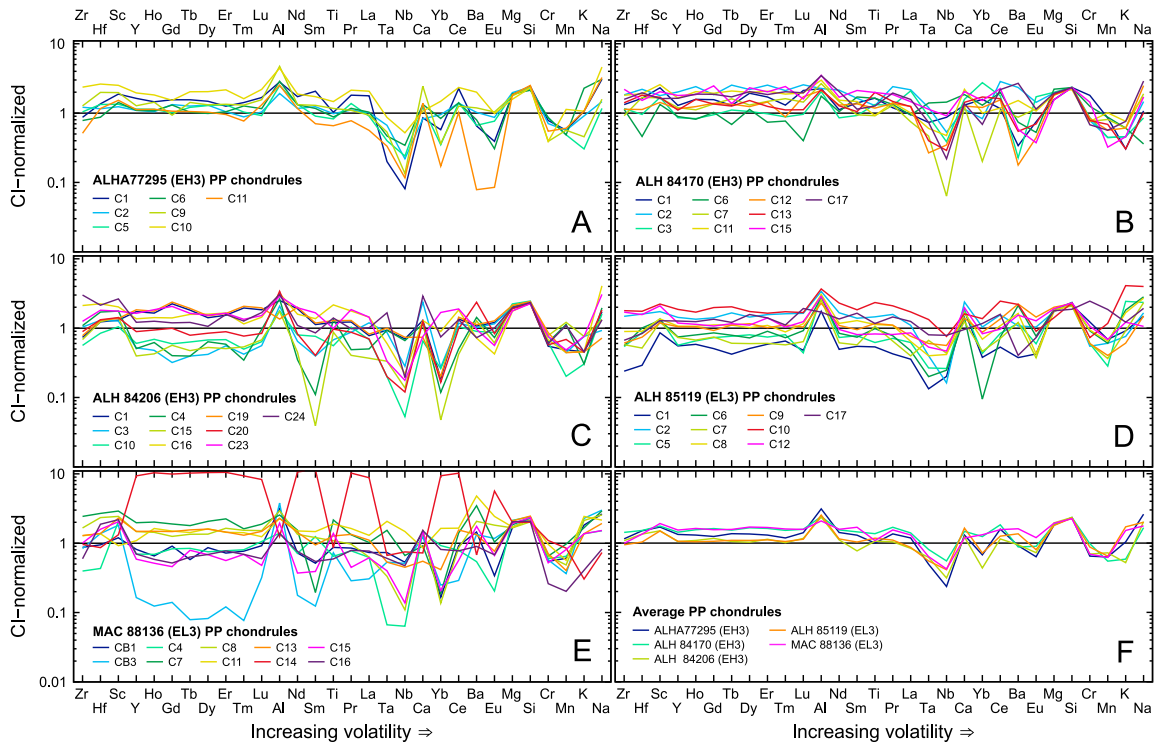 Zr Sc Ho Tb Er Lu Nd Ti La Nb Yb Ba Mg Cr K
Hf Y Gd Dy Tm Al Sm Pr Ta Ca Ce Eu Si Mn Na
Zr Sc Ho Tb Er Lu Nd Ti La Nb Yb Ba Mg Cr K
Hf Y Gd Dy Tm Al Sm Pr Ta Ca Ce Eu Si Mn Na
10
1
0.1
CI−normalized
ALHA77295 (EH3) PP chondrules
C1 C6 C11
C2 C9
C5 C10
A
CI−normalized
ALH 84170 (EH3) PP chondrules
C1 C6 C12 C17
C2 C7 C13
C3 C11 C15
B
10
1
0.1
CI−normalized
ALH 84206 (EH3) PP chondrules
C1 C4 C19 C24
C3 C15 C20
C10 C16 C23
C
ALH 85119 (EL3) PP chondrules
C1 C6 C9 C17
C2 C7 C10
C5 C8 C12
D
10
1
0.1
0.01
CI−normalized
MAC 88136 (EL3) PP chondrules
CB1 C4 C8 C13 C15
CB3 C7 C11 C14 C16
E
Average PP chondrules
ALHA77295 (EH3) ALH 85119 (EL3)
ALH 84170 (EH3) MAC 88136 (EL3)
ALH 84206 (EH3)
F
Zr Sc Ho Tb Er Lu Nd Ti La Nb Yb Ba Mg Cr K
Hf Y Gd Dy Tm Al Sm Pr Ta Ca Ce Eu Si Mn Na
Increasing volatility ⇒
Zr Sc Ho Tb Er Lu Nd Ti La Nb Yb Ba Mg Cr K
Hf Y Gd Dy Tm Al Sm Pr Ta Ca Ce Eu Si Mn Na
Increasing volatility ⇒